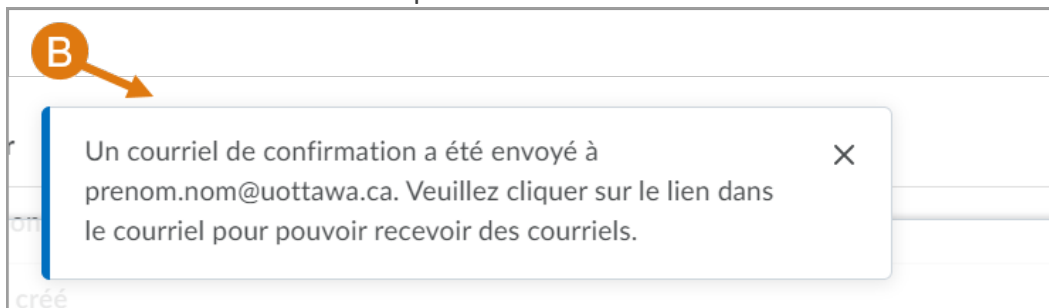 B
Un courriel de confirmation a été envoyé à
prenom.nom@uottawa.ca. Veuillez cliquer sur le lien dans
le courriel pour pouvoir recevoir des courriels.
créé